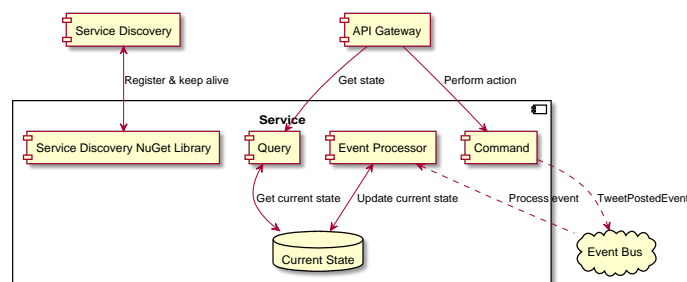 Service Discovery
API Gateway
Register & keep alive
Get state
Perform action
Service
Service Discovery NuGet Library
Query
Event Processor
Command
Get current state
Update current state
Process event
TweetPostedEvent
Current State
Event Bus